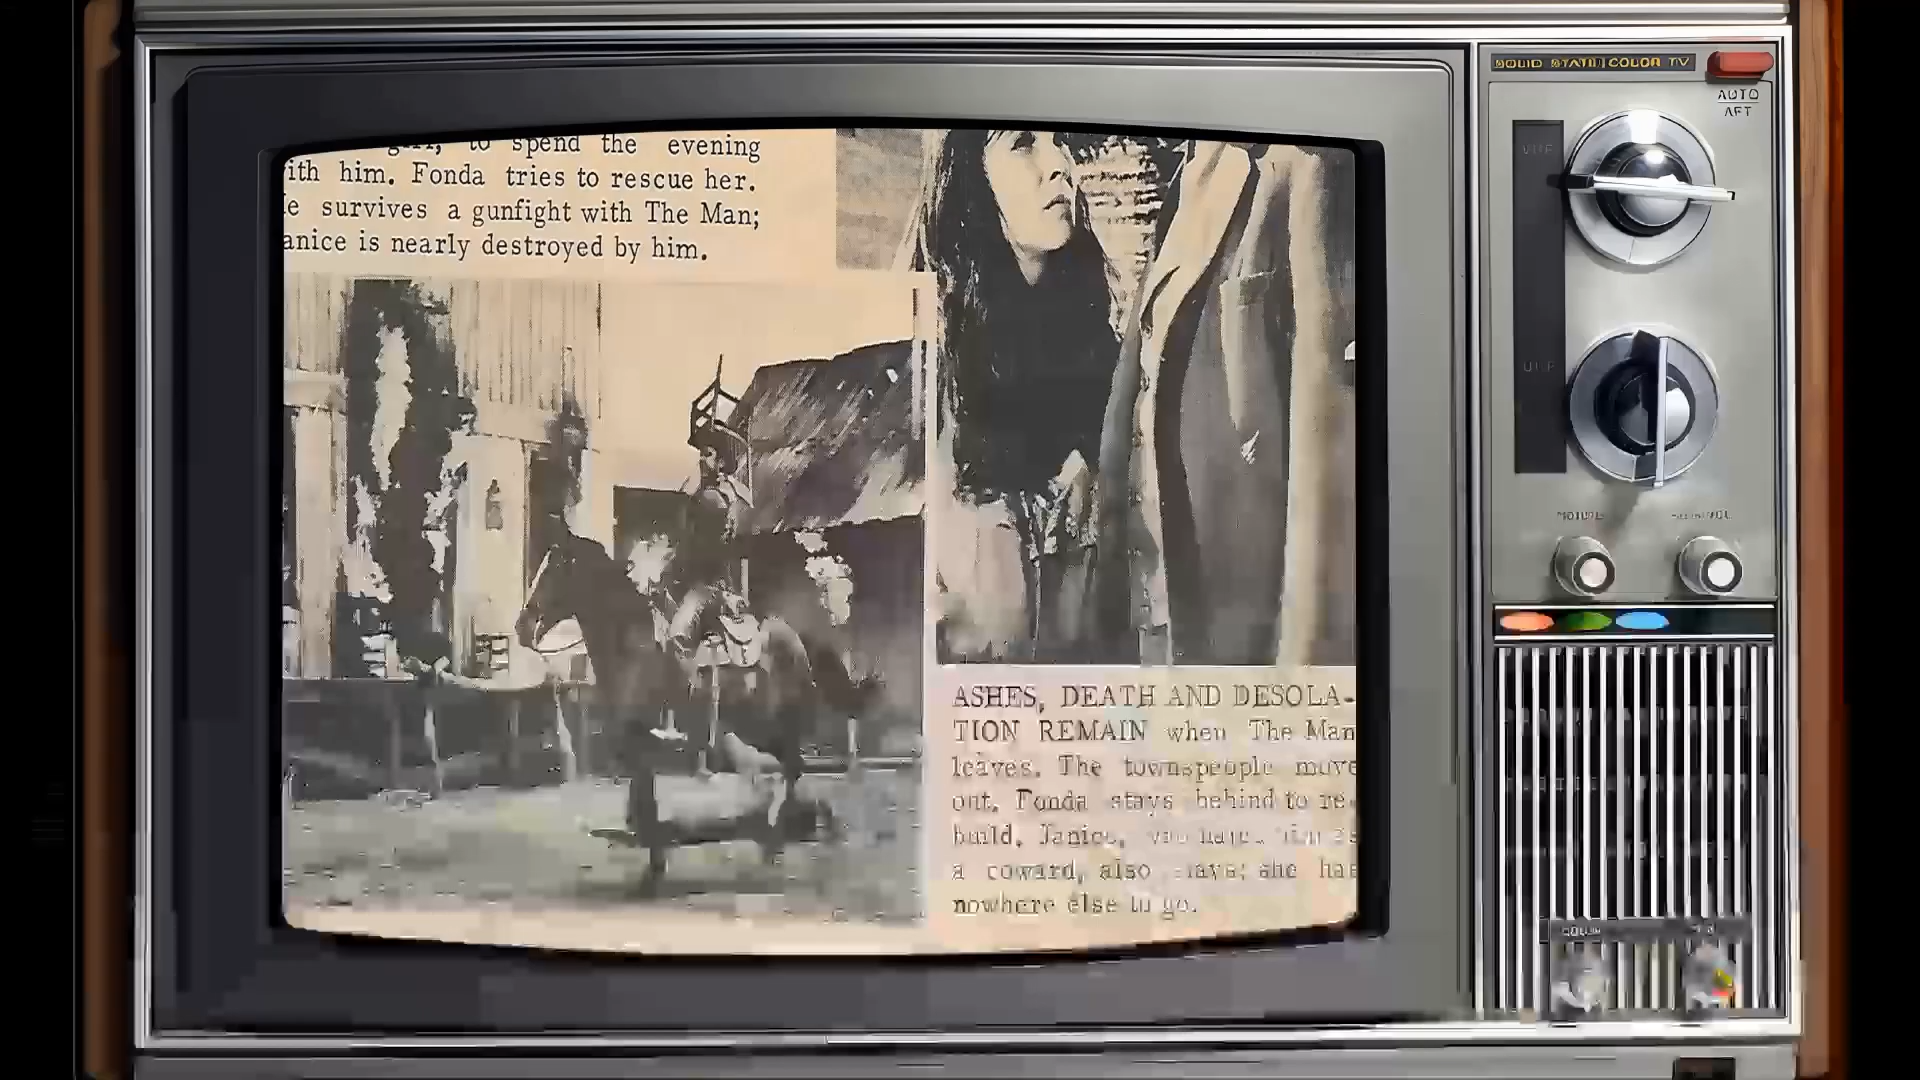 to spend the evening
ith him. Fonda tries to rescue her.
e survives a gunfight with The Man;
anice is nearly destroyed by him.
ASHES, DEATH AND DESOLA-
TION REMAIN when The Man
leaves. The townspeople move
out. Fonda stays behind to re-
build. Janice,
a coward, also she has
nowhere else to go.
SOLID STATE COLOR TV
AUTO
AFT